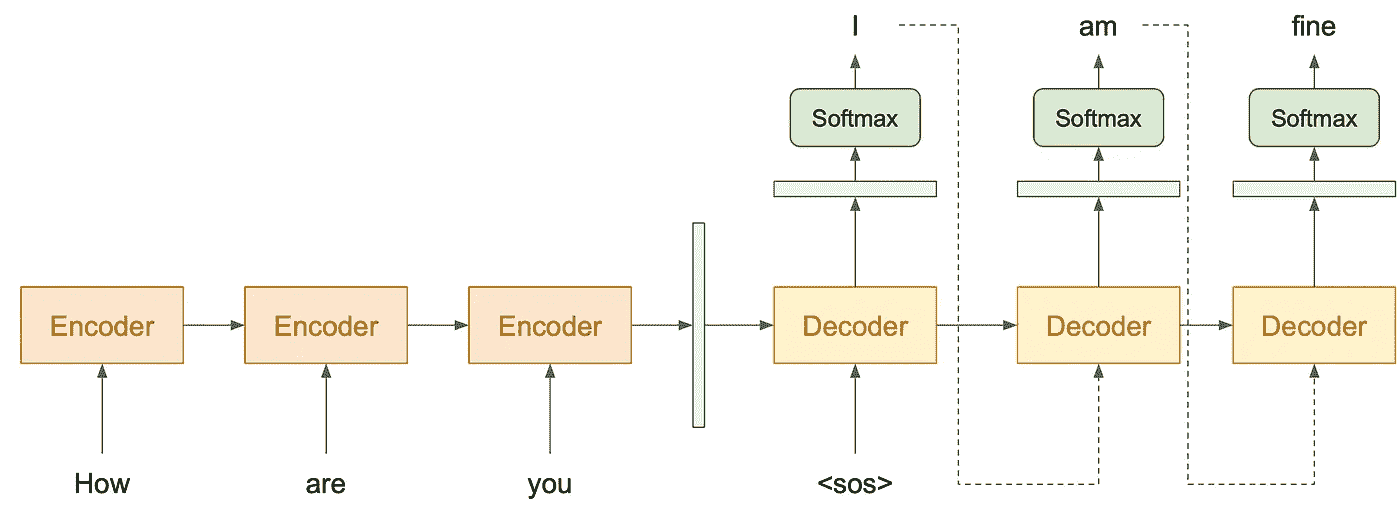 I am fine
Softmax Softmax Softmax
Encoder Encoder Encoder Decoder Decoder Decoder
How are you <sos>